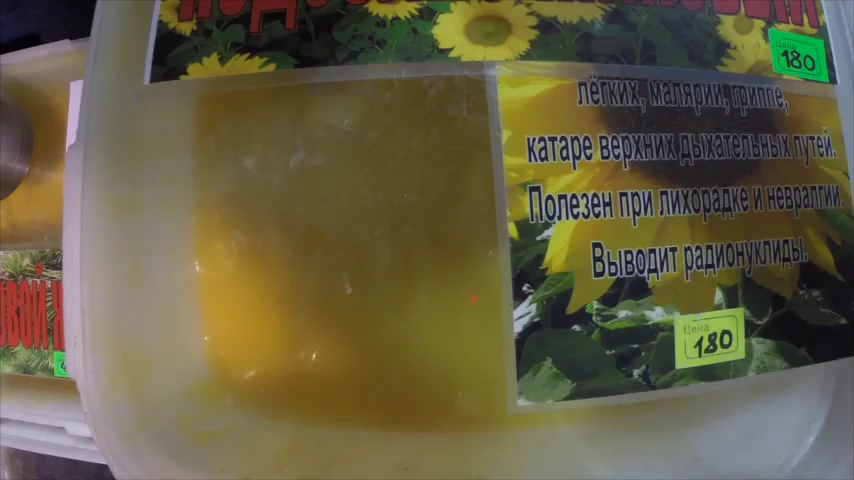 Цена
180
лёгких, малярии, гриппе,
катаре верхних дыхательных путей.
Полезен при лихорадке и невралгии.
Выводит радионуклиды.
Цена
180